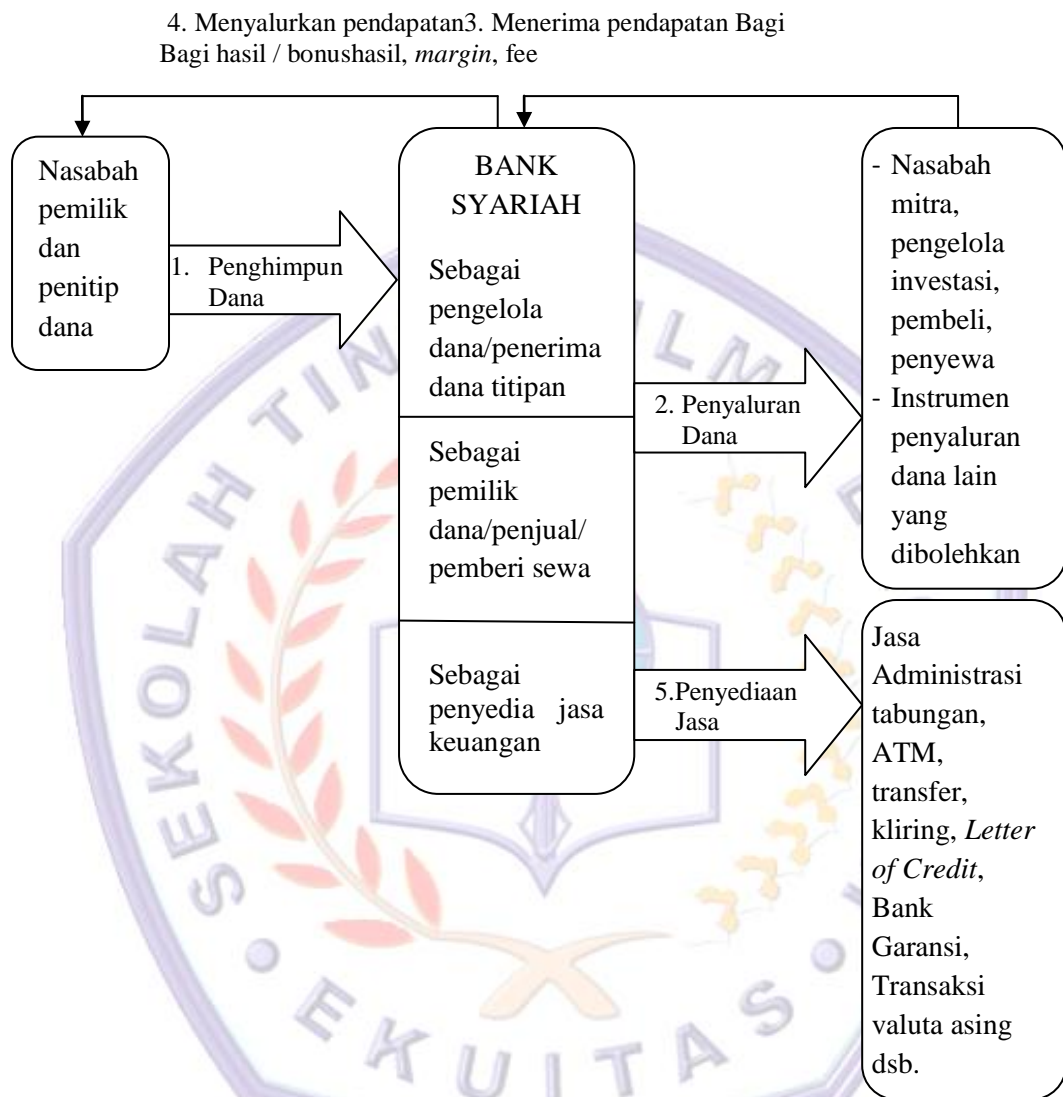 4. Menyalurkan pendapatan3. Menerima pendapatan Bagi
Bagi hasil / bonushasil, margin, fee
Nasabah
pemilik
dan
penitip
dana
1. Penghimpun
Dana
BANK
SYARIAH
Sebagai
pengelola
dana/penerima
dana titipan
Sebagai
pemilik
dana/penjual/
pemberi sewa
Sebagai
penyedia jasa
keuangan
2. Penyaluran
Dana
5.Penyediaan
Jasa
- Nasabah
mitra,
pengelola
investasi,
pembeli,
penyewa
- Instrumen
penyaluran
dana lain
yang
dibolehkan
Jasa
Administrasi
tabungan,
ATM,
transfer,
kliring, Letter
of Credit,
Bank
Garansi,
Transaksi
valuta asing
dsb.
SEKOLAH
EKUITAS